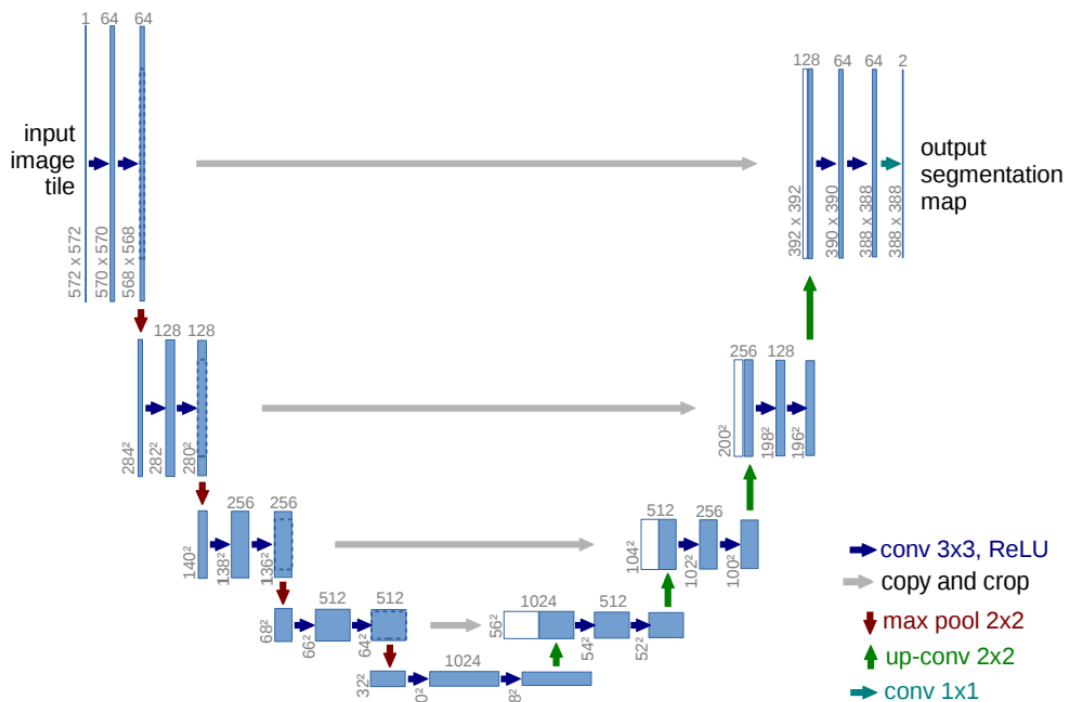 1
64
64
input
image
tile
572 x 572
570 x 570
568 x 568
128
64
64
2
392 x 392
390 x 390
388 x 388
388 x 388
output
segmentation
map
128
128
284²
282²
280²
256
128
200²
198²
196²
256
256
140²
138²
136²
512
256
104²
102²
100²
512
512
68²
66²
64²
1024
512
56²
54²
52²
1024
32²
0²
8²
conv 3x3, ReLU
copy and crop
max pool 2x2
up-conv 2x2
conv 1x1